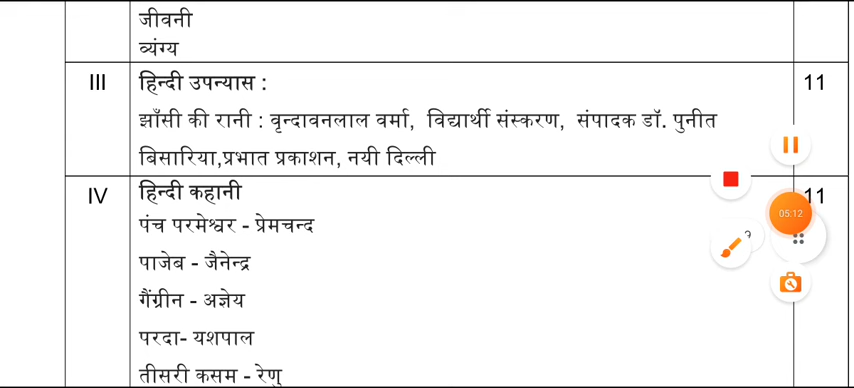 जीवनी
व्यंग्य
III हिन्दी उपन्यास : 11
झाँसी की रानी : वृन्दावनलाल वर्मा, विद्यार्थी संस्करण, संपादक डॉ. पुनीत
बिसारिया,प्रभात प्रकाशन, नयी दिल्ली
IV हिन्दी कहानी 11
पंच परमेश्वर - प्रेमचन्द
05:12
पाजेब - जैनेन्द्र
गैंग्रीन - अज्ञेय
परदा- यशपाल
तीसरी कसम - रेणु